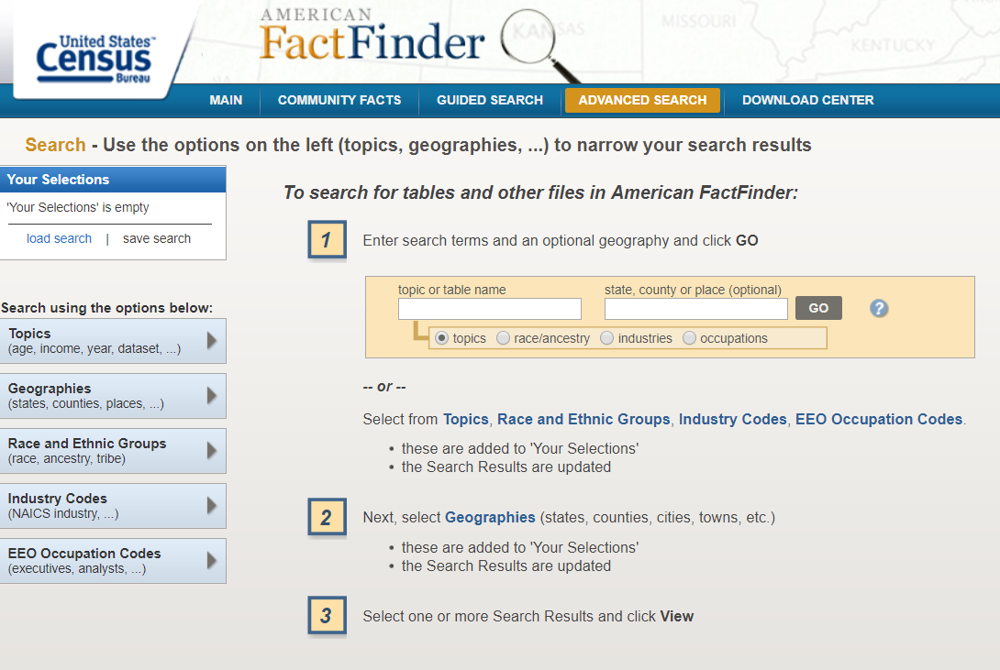 United States™
Census
Bureau
AMERICAN
FactFinder
KANSAS
MISSOURI
KENTUCKY
MAIN
COMMUNITY FACTS
GUIDED SEARCH
ADVANCED SEARCH
DOWNLOAD CENTER
Search - Use the options on the left (topics, geographies, ...) to narrow your search results
Your Selections
'Your Selections' is empty
load search | save search
Search using the options below:
Topics
(age, income, year, dataset, ...)
Geographies
(states, counties, places, ...)
Race and Ethnic Groups
(race, ancestry, tribe)
Industry Codes
(NAICS industry, ...)
EEO Occupation Codes
(executives, analysts, ...)
To search for tables and other files in American FactFinder:
1
Enter search terms and an optional geography and click GO
topic or table name
state, county or place (optional)
GO
?
topics race/ancestry industries occupations
-- or --
Select from Topics, Race and Ethnic Groups, Industry Codes, EEO Occupation Codes.
• these are added to 'Your Selections'
• the Search Results are updated
2
Next, select Geographies (states, counties, cities, towns, etc.)
• these are added to 'Your Selections'
• the Search Results are updated
3
Select one or more Search Results and click View